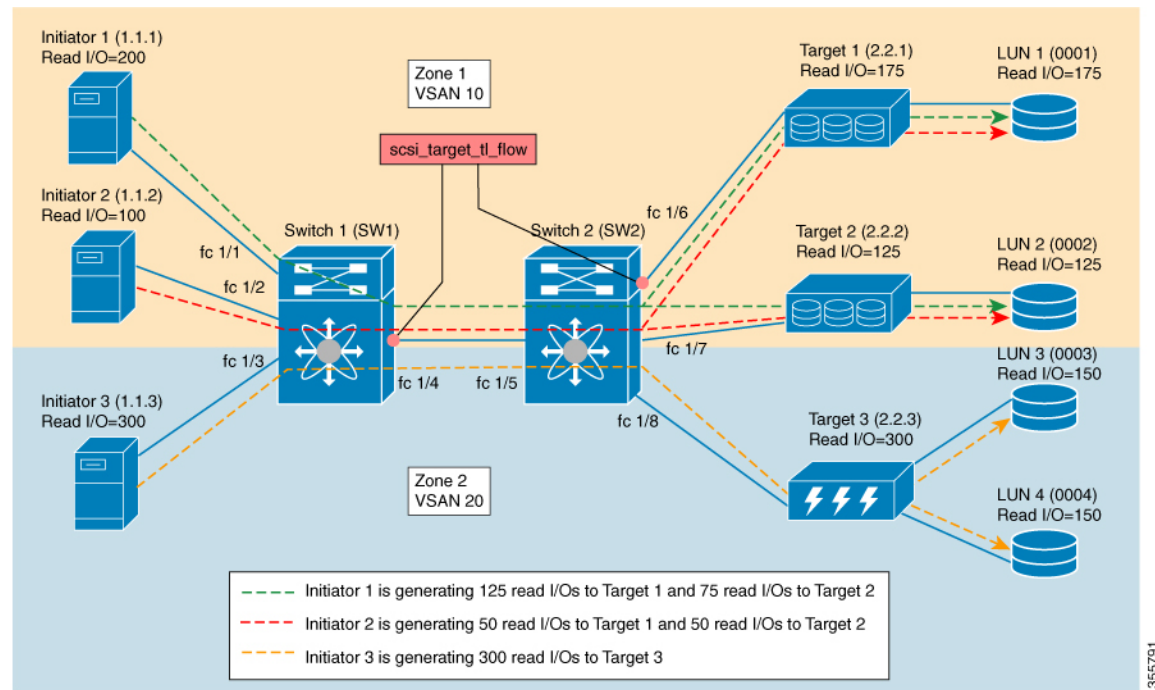 Initiator 1 (1.1.1)
Read I/O=200
Zone 1
VSAN 10
Target 1 (2.2.1)
Read I/O=175
LUN 1 (0001)
Read I/O=175
scsi_target_tl_flow
Initiator 2 (1.1.2)
Read I/O=100
fc 1/1
Switch 1 (SW1)
Switch 2 (SW2)
fc 1/6
Target 2 (2.2.2)
Read I/O=125
LUN 2 (0002)
Read I/O=125
fc 1/2
fc 1/3
fc 1/4
fc 1/5
fc 1/7
LUN 3 (0003)
Read I/O=150
Initiator 3 (1.1.3)
Read I/O=300
fc 1/8
Target 3 (2.2.3)
Read I/O=300
Zone 2
VSAN 20
LUN 4 (0004)
Read I/O=150
Initiator 1 is generating 125 read I/Os to Target 1 and 75 read I/Os to Target 2
Initiator 2 is generating 50 read I/Os to Target 1 and 50 read I/Os to Target 2
Initiator 3 is generating 300 read I/Os to Target 3
355791